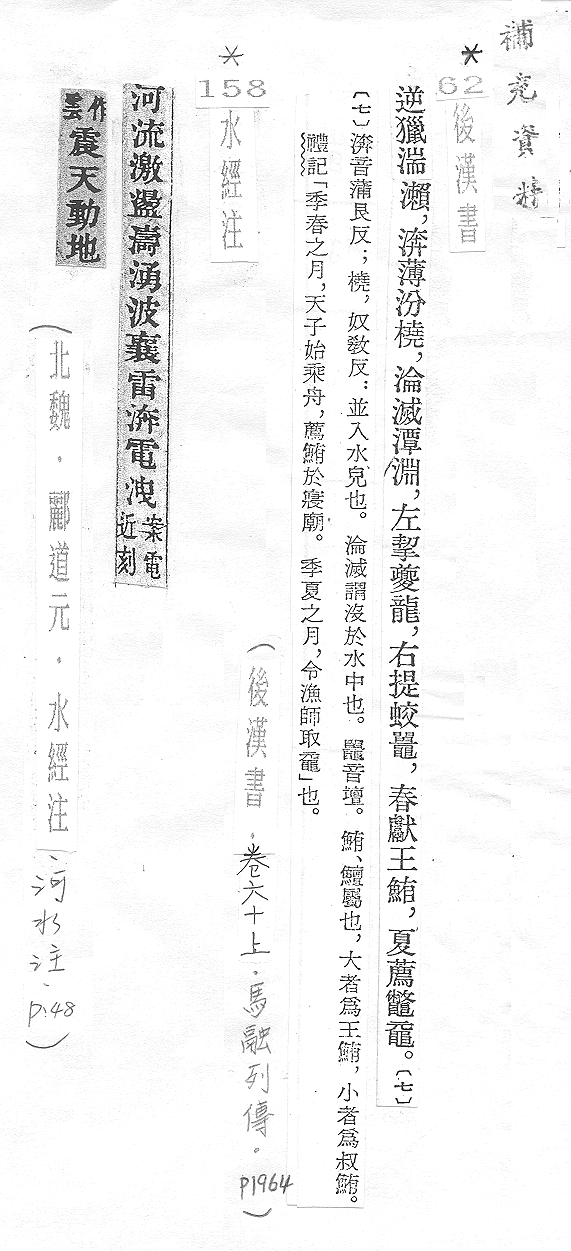 補充資料
*
62 後漢書
逆獵湍瀨,渀薄汾橈,淪滅潭淵,左挈夔龍,右提蛟鼉,春獻王鮪,夏薦鼈黿。〔七〕
〔七〕渀音蒲艮反;橈,奴敎反:並入水皃也。淪滅謂沒於水中也。鼉音壇。鮪、鱣屬也,大者爲王鮪,小者爲叔鮪。
禮記「季春之月,天子始乘舟,薦鮪於寑廟。季夏之月,令漁師取黿」也。
(後漢書.卷六十上.馬融列傳.p1964)
*
158 水經注
河流激盪濤湧波襄雷渀電洩案電近刻
作雲震天動地
(北魏.酈道元.水經注、河水注.p.48)